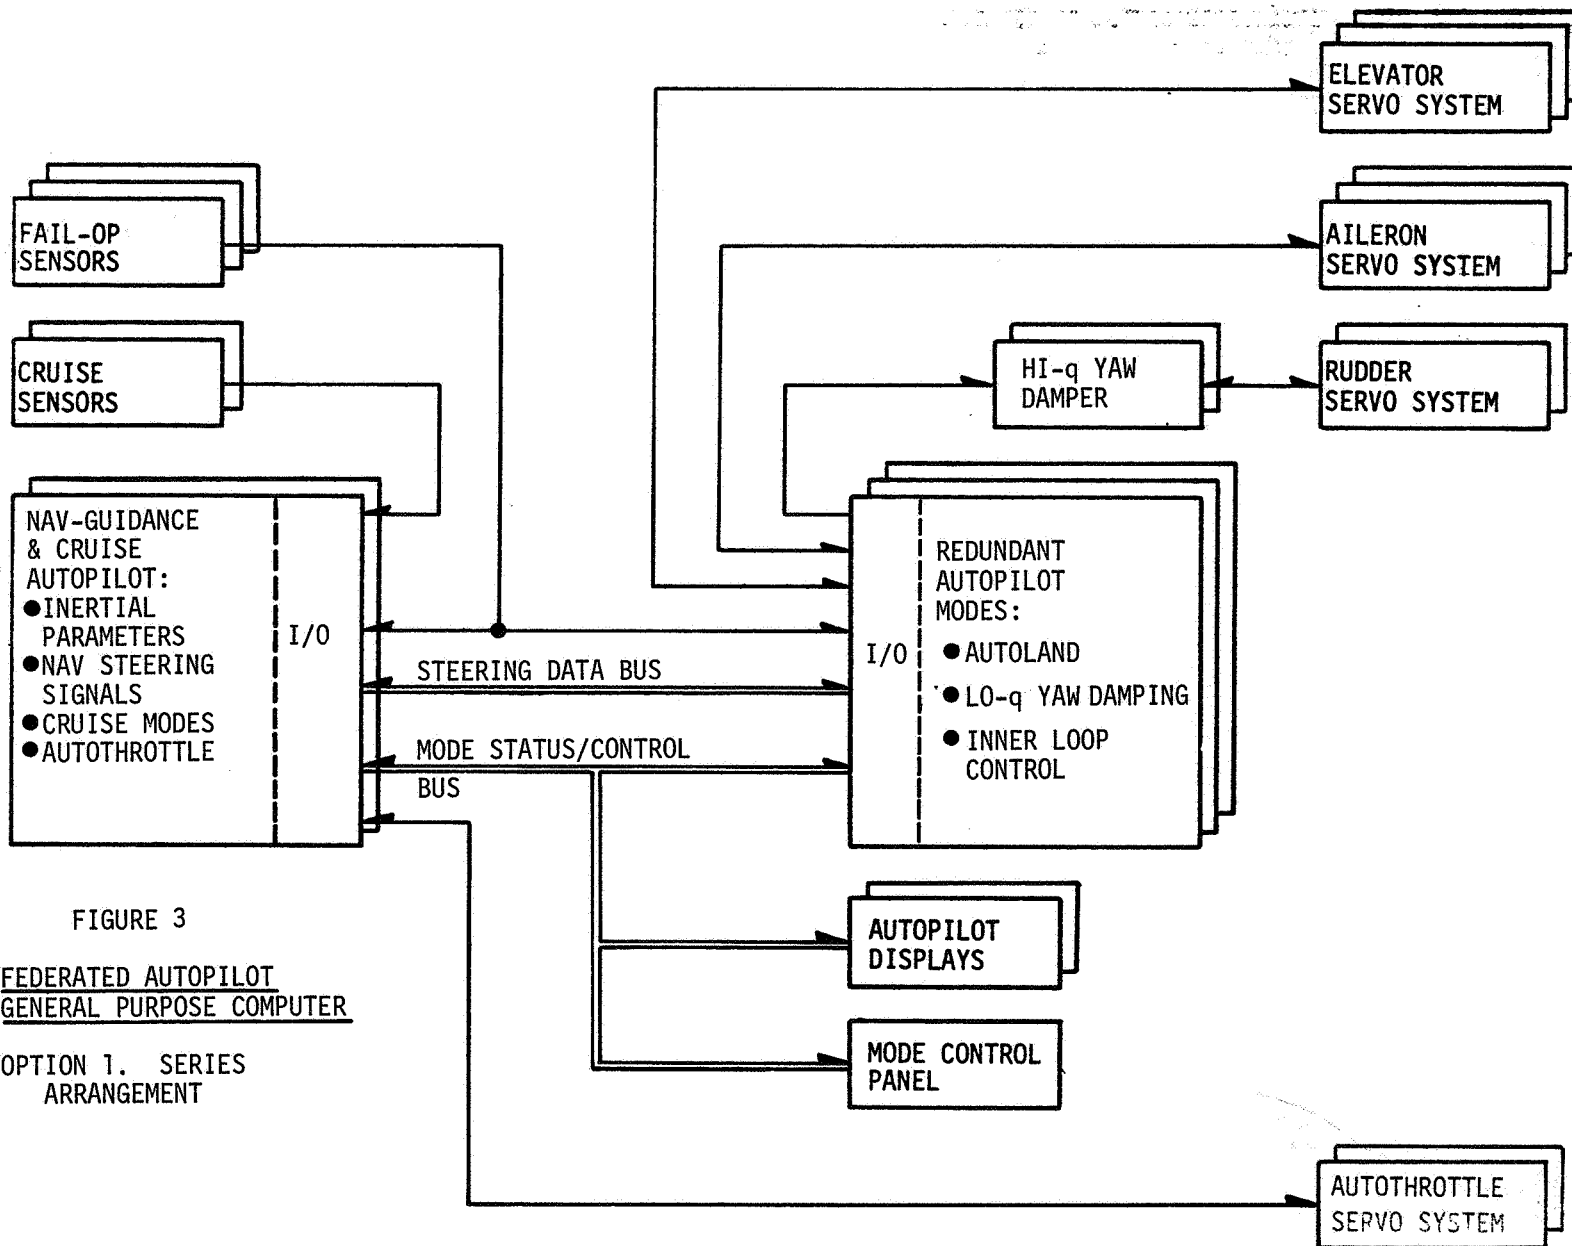 ELEVATOR
SERVO SYSTEM
FAIL-OP
SENSORS
AILERON
SERVO SYSTEM
CRUISE
SENSORS
HI-q YAW
DAMPER
RUDDER
SERVO SYSTEM
NAV-GUIDANCE
& CRUISE
AUTOPILOT:
●INERTIAL
PARAMETERS
●NAV STEERING
SIGNALS
●CRUISE MODES
●AUTOTHROTTLE
I/O
STEERING DATA BUS
MODE STATUS/CONTROL
BUS
I/O
REDUNDANT
AUTOPILOT
MODES:
● AUTOLAND
● LO-q YAW DAMPING
● INNER LOOP
CONTROL
AUTOPILOT
DISPLAYS
MODE CONTROL
PANEL
AUTOTHROTTLE
SERVO SYSTEM
FIGURE 3
FEDERATED AUTOPILOT
GENERAL PURPOSE COMPUTER
OPTION 1. SERIES
ARRANGEMENT